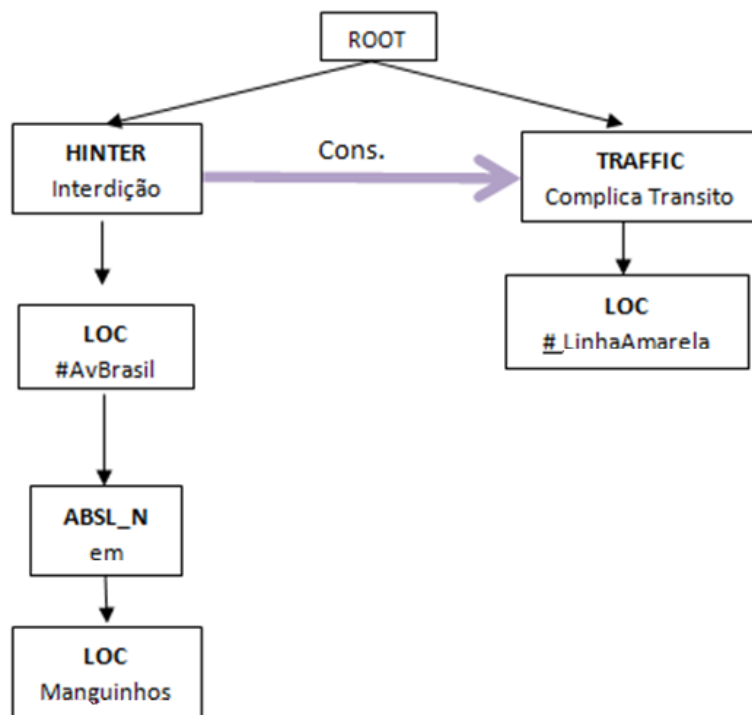 ROOT
HINTER
Interdição
Cons.
TRAFFIC
Complica Transito
LOC
#AvBrasil
LOC
#_LinhaAmarela
ABSL_N
em
LOC
Manguinhos